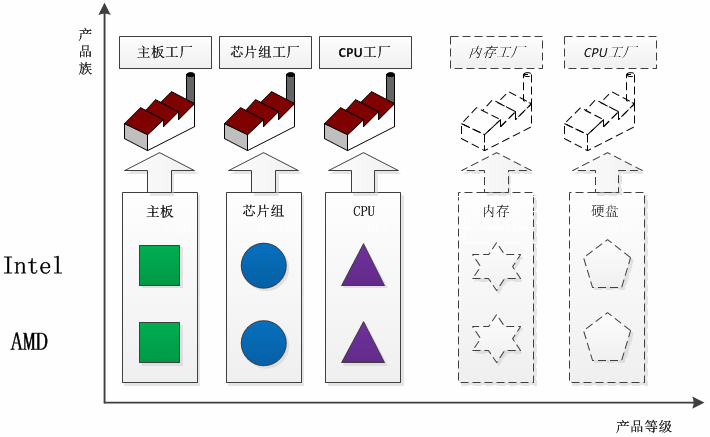 产品族
主板工厂
芯片组工厂
CPU工厂
内存工厂
CPU工厂
主板
芯片组
CPU
内存
硬盘
Intel
AMD
产品等级